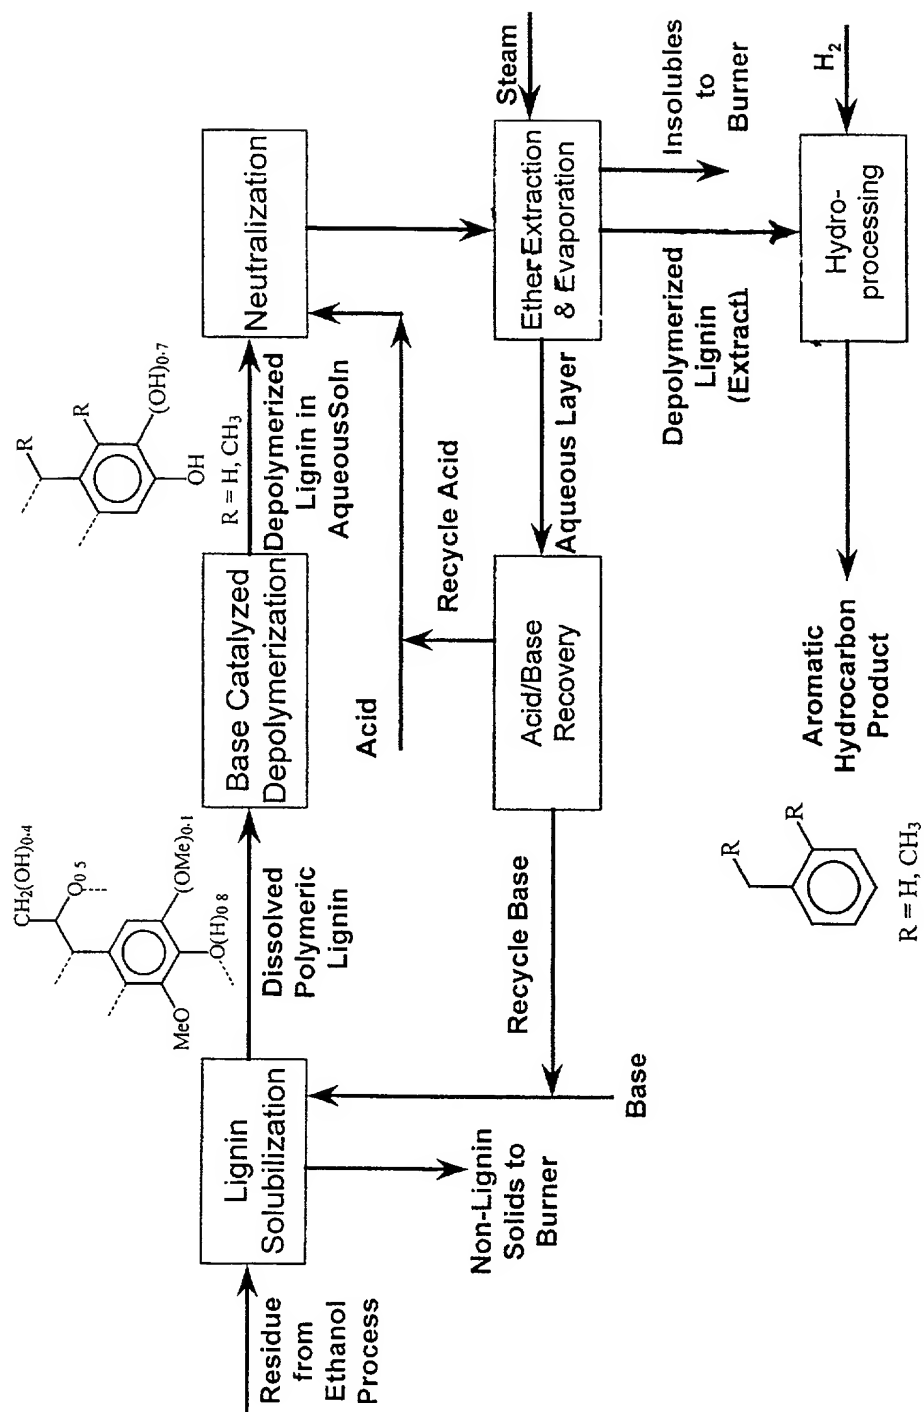 Residue
from
Ethanol
Process
Lignin
Solubilization
Non-Lignin
Solids to
Burner
Base
Recycle Base
CH₂(OH)₀.₄
O₀.₅
(OMe)₀.₁
O(H)₀.₈
MeO
Dissolved
Polymeric
Lignin
Base Catalyzed
Depolymerization
R
R
(OH)₀.₇
OH
R = H, CH₃
Depolymerized
Lignin in
AqueousSoln
Neutralization
Acid
Recycle Acid
Acid/Base
Recovery
Aqueous Layer
Steam
Ether Extraction
& Evaporation
Insolubles
to
Burner
Depolymerized
Lignin
(Extract)
H₂
Hydro-
processing
Aromatic
Hydrocarbon
Product
R
R
R = H, CH₃